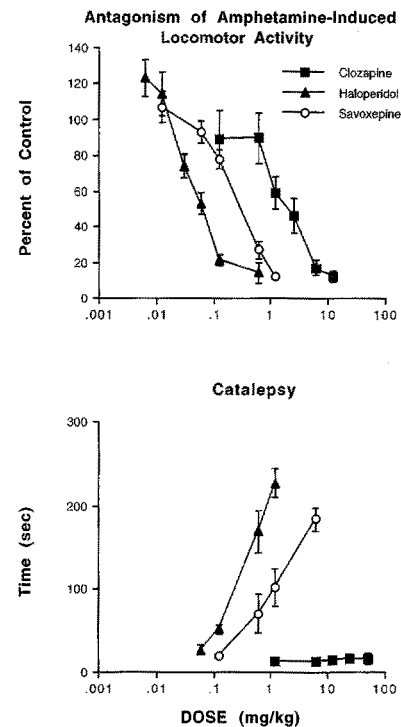 Antagonism of Amphetamine-Induced
Locomotor Activity
Percent of Control
140
120
100
80
60
40
20
0
Clozapine
Haloperidol
Savoxepine
.001 .01 0.1 1 10 100
Catalepsy
Time (sec)
300
200
100
0
.001 .01 0.1 1 10 100
DOSE (mg/kg)